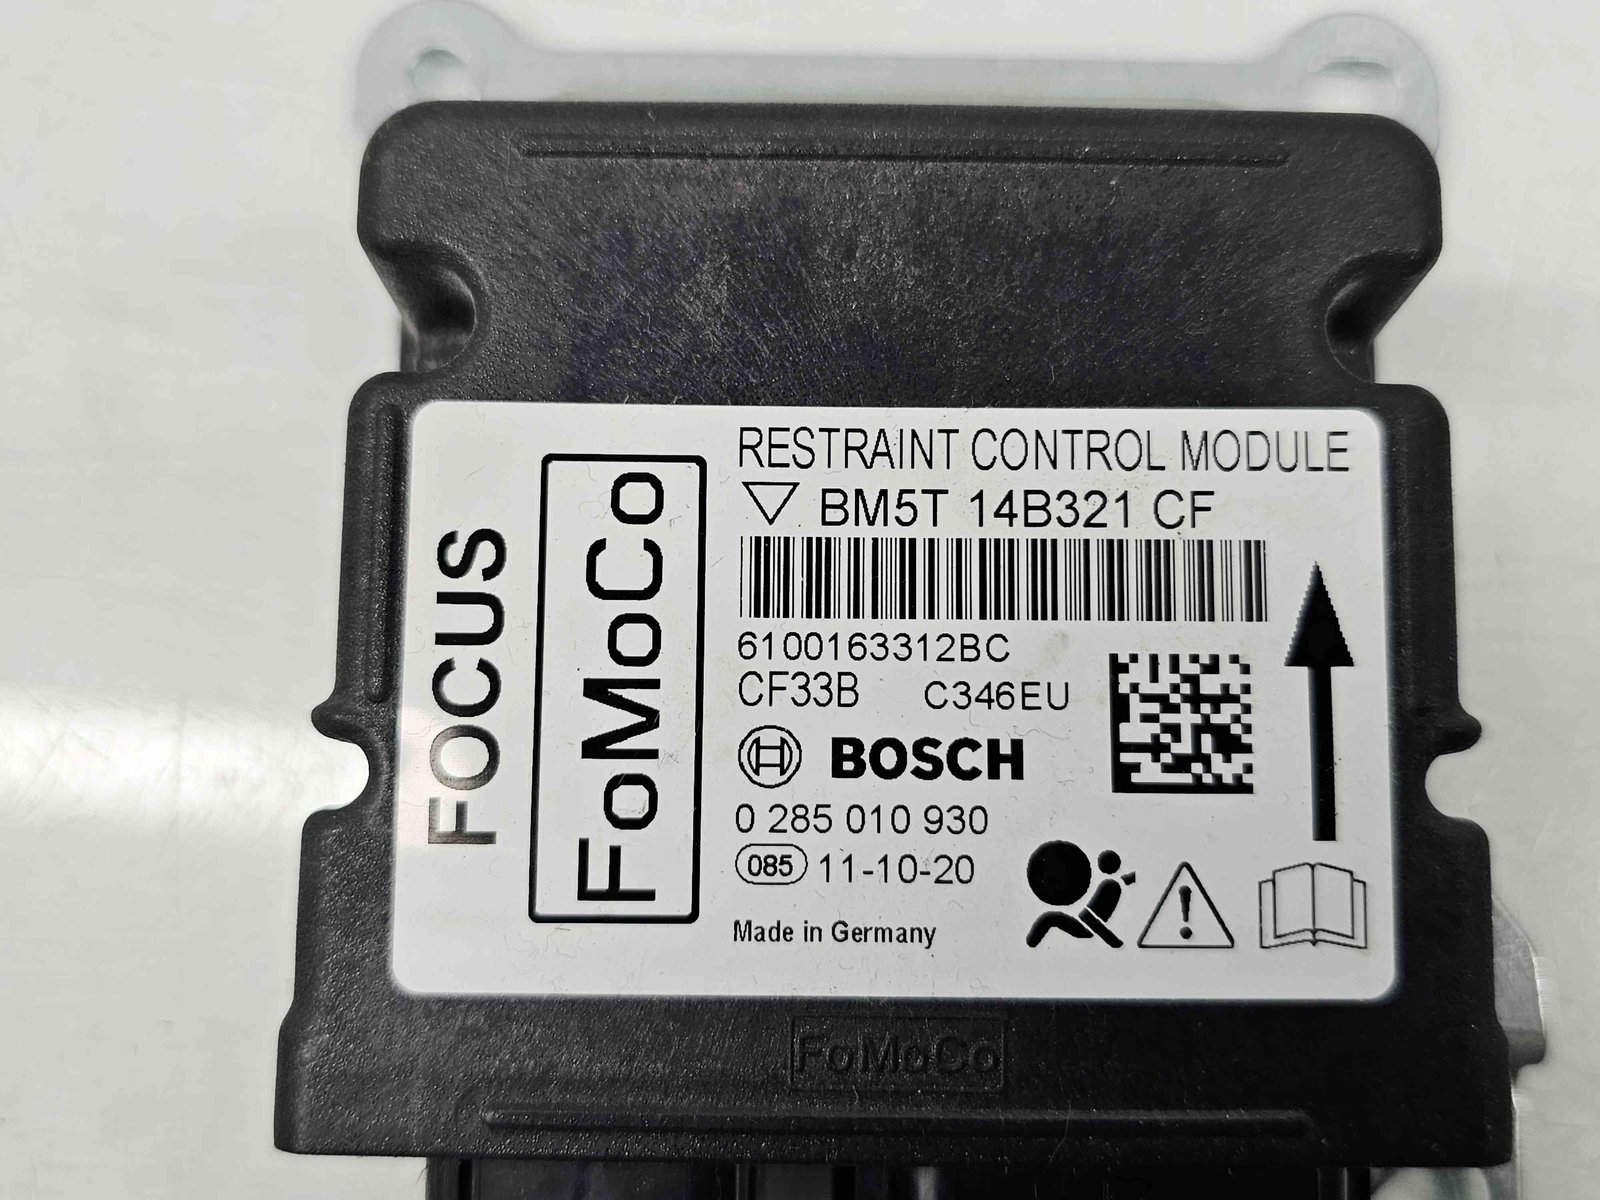 FOCUS
FoMoCo
RESTRAINT CONTROL MODULE
BM5T 14B321 CF
6100163312BC
CF33B C346EU
BOSCH
0 285 010 930
085 11-10-20
Made in Germany
FoMoCo